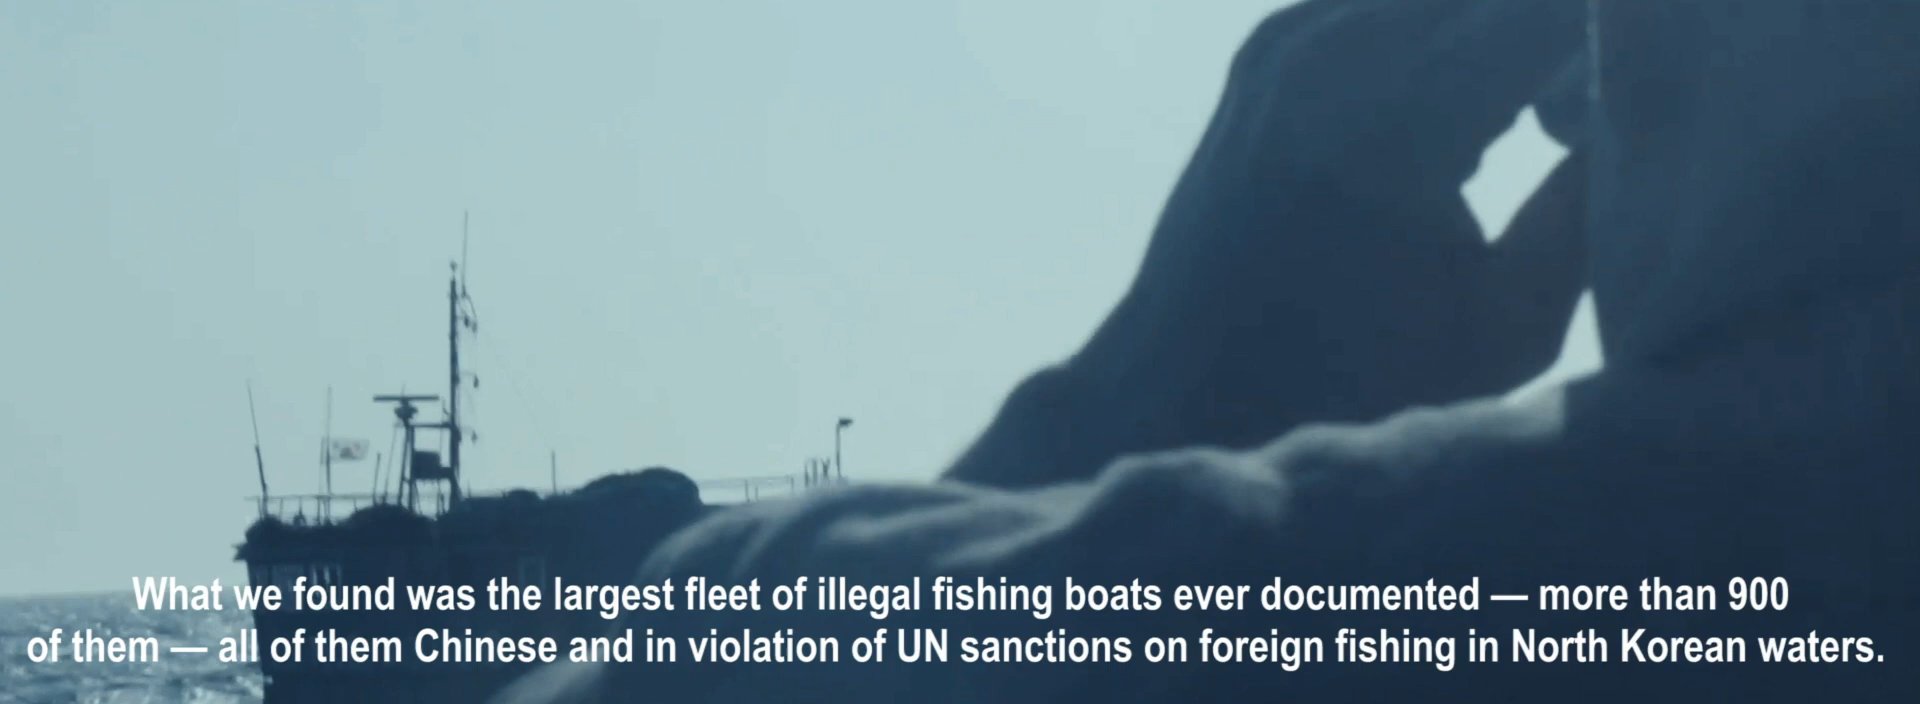 What we found was the largest fleet of illegal fishing boats ever documented — more than 900
of them — all of them Chinese and in violation of UN sanctions on foreign fishing in North Korean waters.